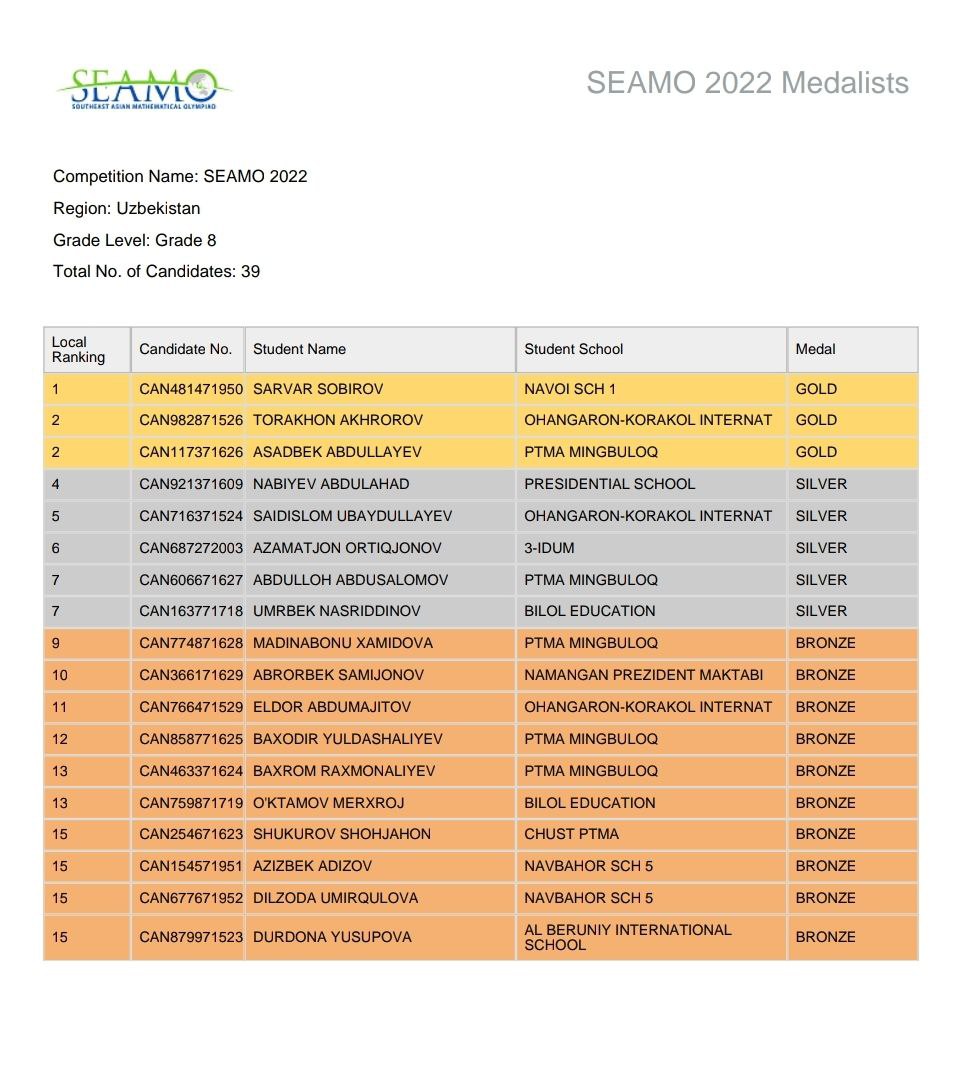 SEAMO
SOUTHEAST ASIAN MATHEMATICAL OLYMPIAD
SEAMO 2022 Medalists
Competition Name: SEAMO 2022
Region: Uzbekistan
Grade Level: Grade 8
Total No. of Candidates: 39
Local Ranking Candidate No. Student Name Student School Medal
1 CAN481471950 SARVAR SOBIROV NAVOI SCH 1 GOLD
2 CAN982871526 TORAKHON AKHROROV OHANGARON-KORAKOL INTERNAT GOLD
2 CAN117371626 ASADBEK ABDULLAYEV PTMA MINGBULOQ GOLD
4 CAN921371609 NABIYEV ABDULAHAD PRESIDENTIAL SCHOOL SILVER
5 CAN716371524 SAIDISLOM UBAYDULLAYEV OHANGARON-KORAKOL INTERNAT SILVER
6 CAN687272003 AZAMATJON ORTIQJONOV 3-IDUM SILVER
7 CAN606671627 ABDULLOH ABDUSALOMOV PTMA MINGBULOQ SILVER
7 CAN163771718 UMRBEK NASRIDDINOV BILOL EDUCATION SILVER
9 CAN774871628 MADINABONU XAMIDOVA PTMA MINGBULOQ BRONZE
10 CAN366171629 ABRORBEK SAMIJONOV NAMANGAN PREZIDENT MAKTABI BRONZE
11 CAN766471529 ELDOR ABDUMAJITOV OHANGARON-KORAKOL INTERNAT BRONZE
12 CAN858771625 BAXODIR YULDASHALIYEV PTMA MINGBULOQ BRONZE
13 CAN463371624 BAXROM RAXMONALIYEV PTMA MINGBULOQ BRONZE
13 CAN759871719 O'KTAMOV MERXROJ BILOL EDUCATION BRONZE
15 CAN254671623 SHUKUROV SHOHJAHON CHUST PTMA BRONZE
15 CAN154571951 AZIZBEK ADIZOV NAVBAHOR SCH 5 BRONZE
15 CAN677671952 DILZODA UMIRQULOVA NAVBAHOR SCH 5 BRONZE
15 CAN879971523 DURDONA YUSUPOVA AL BERUNIY INTERNATIONAL SCHOOL BRONZE